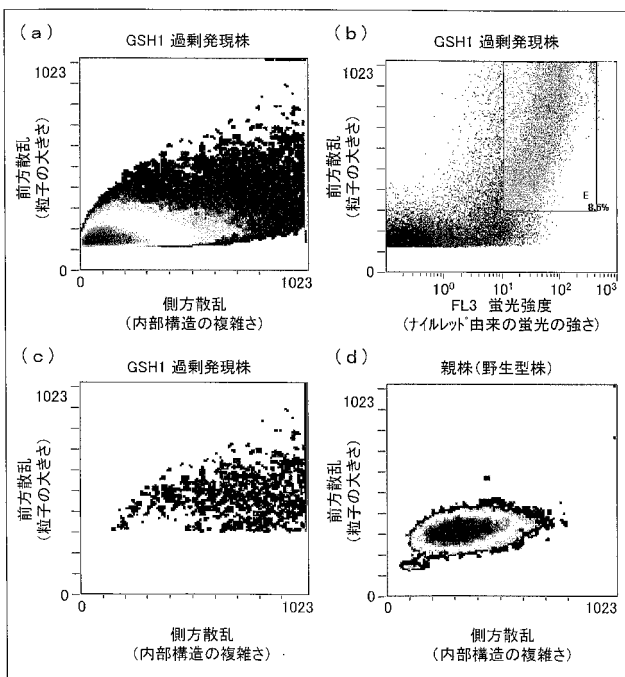 (a)
GSH1 過剰発現株
1023
前方散乱
(粒子の大きさ)
0
0
1023
側方散乱
(内部構造の複雑さ)
(b)
GSH1 過剰発現株
1023
前方散乱
(粒子の大きさ)
0
E
8.6%
10⁰ 10¹ 10² 10³
FL3 蛍光強度
(ナイルレッド由来の蛍光の強さ)
(c)
GSH1 過剰発現株
1023
前方散乱
(粒子の大きさ)
0
0
1023
側方散乱
(内部構造の複雑さ)
(d)
親株(野生型株)
1023
前方散乱
(粒子の大きさ)
0
0
1023
側方散乱
(内部構造の複雑さ)